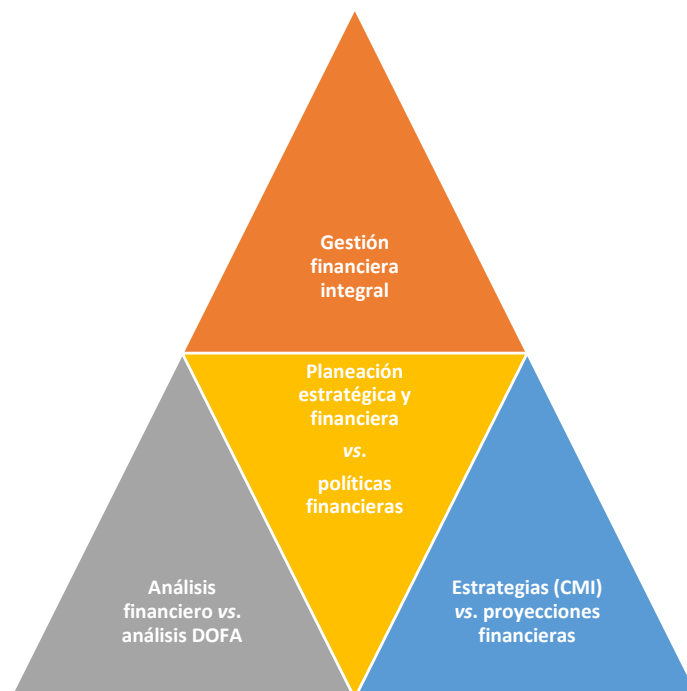 Gestión
financiera
integral
Planeación
estratégica y
financiera
vs.
políticas
financieras
Análisis
financiero vs.
análisis DOFA
Estrategias (CMI)
vs. proyecciones
financieras